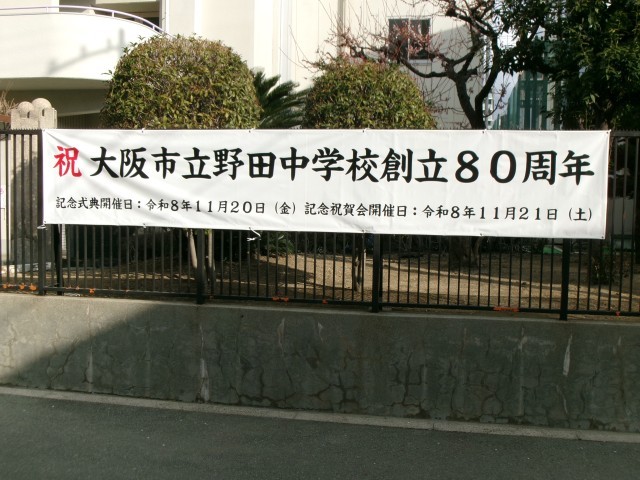 祝 大阪市立野田中学校創立80周年
記念式典開催日：令和8年11月20日（金）記念祝賀会開催日：令和8年11月21日（土）